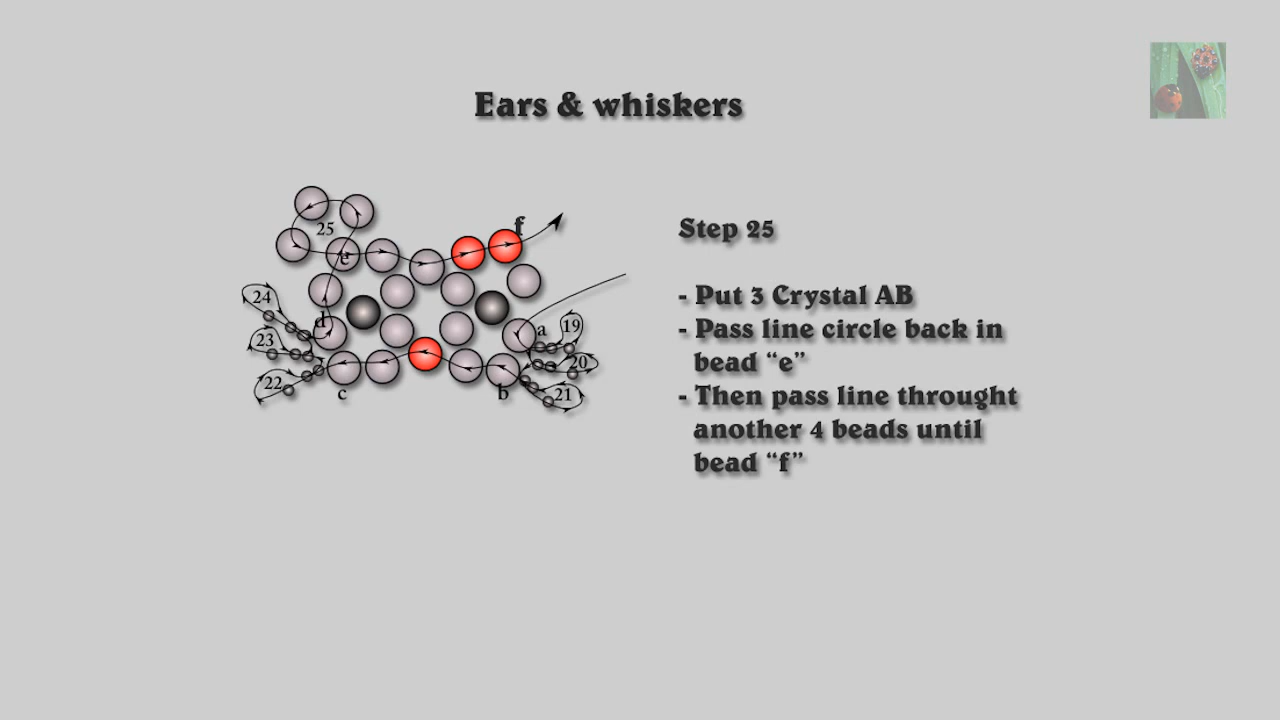 Ears & whiskers
Step 25
- Put 3 Crystal AB
- Pass line circle back in
bead “e”
- Then pass line throught
another 4 beads until
bead “f”
f
25
e
24
d
a
19
23
20
22
c
b
21